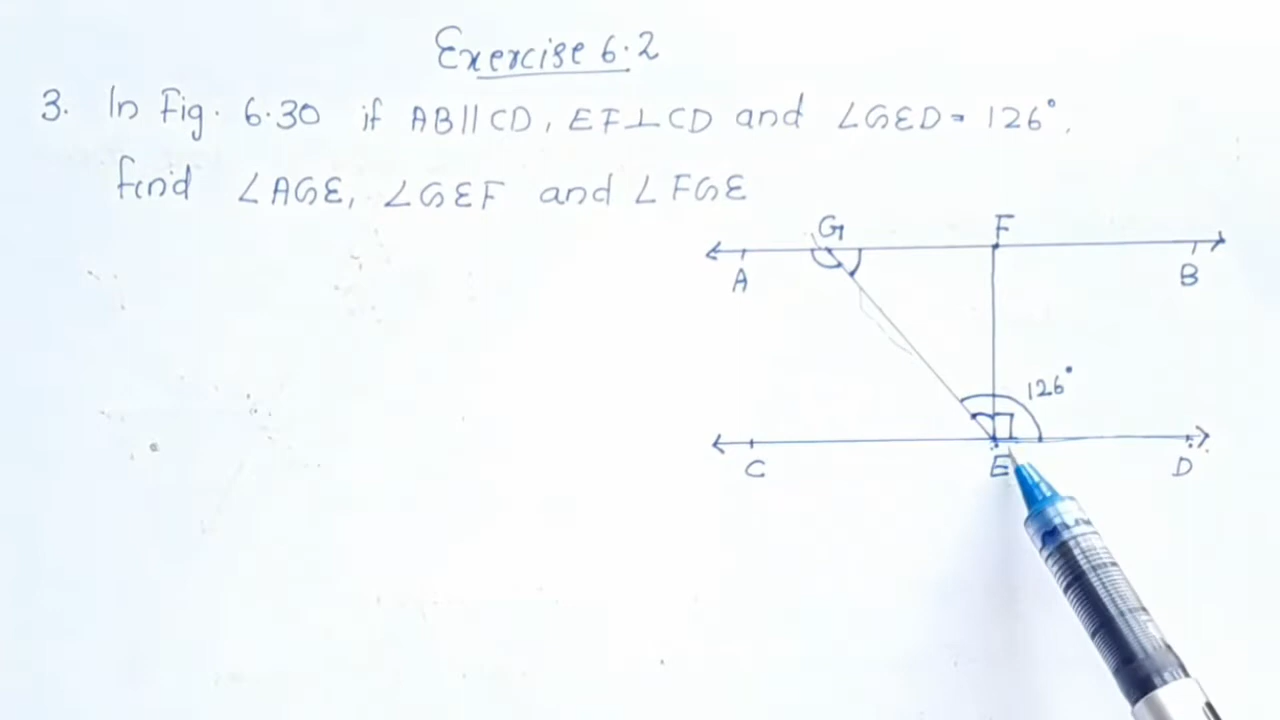 Exercise 6.2
3. In Fig. 6.30 if AB||CD, EF⊥CD and ∠GED = 126°,
find ∠AGE, ∠GEF and ∠FGE
G F
A B
126°
C E D